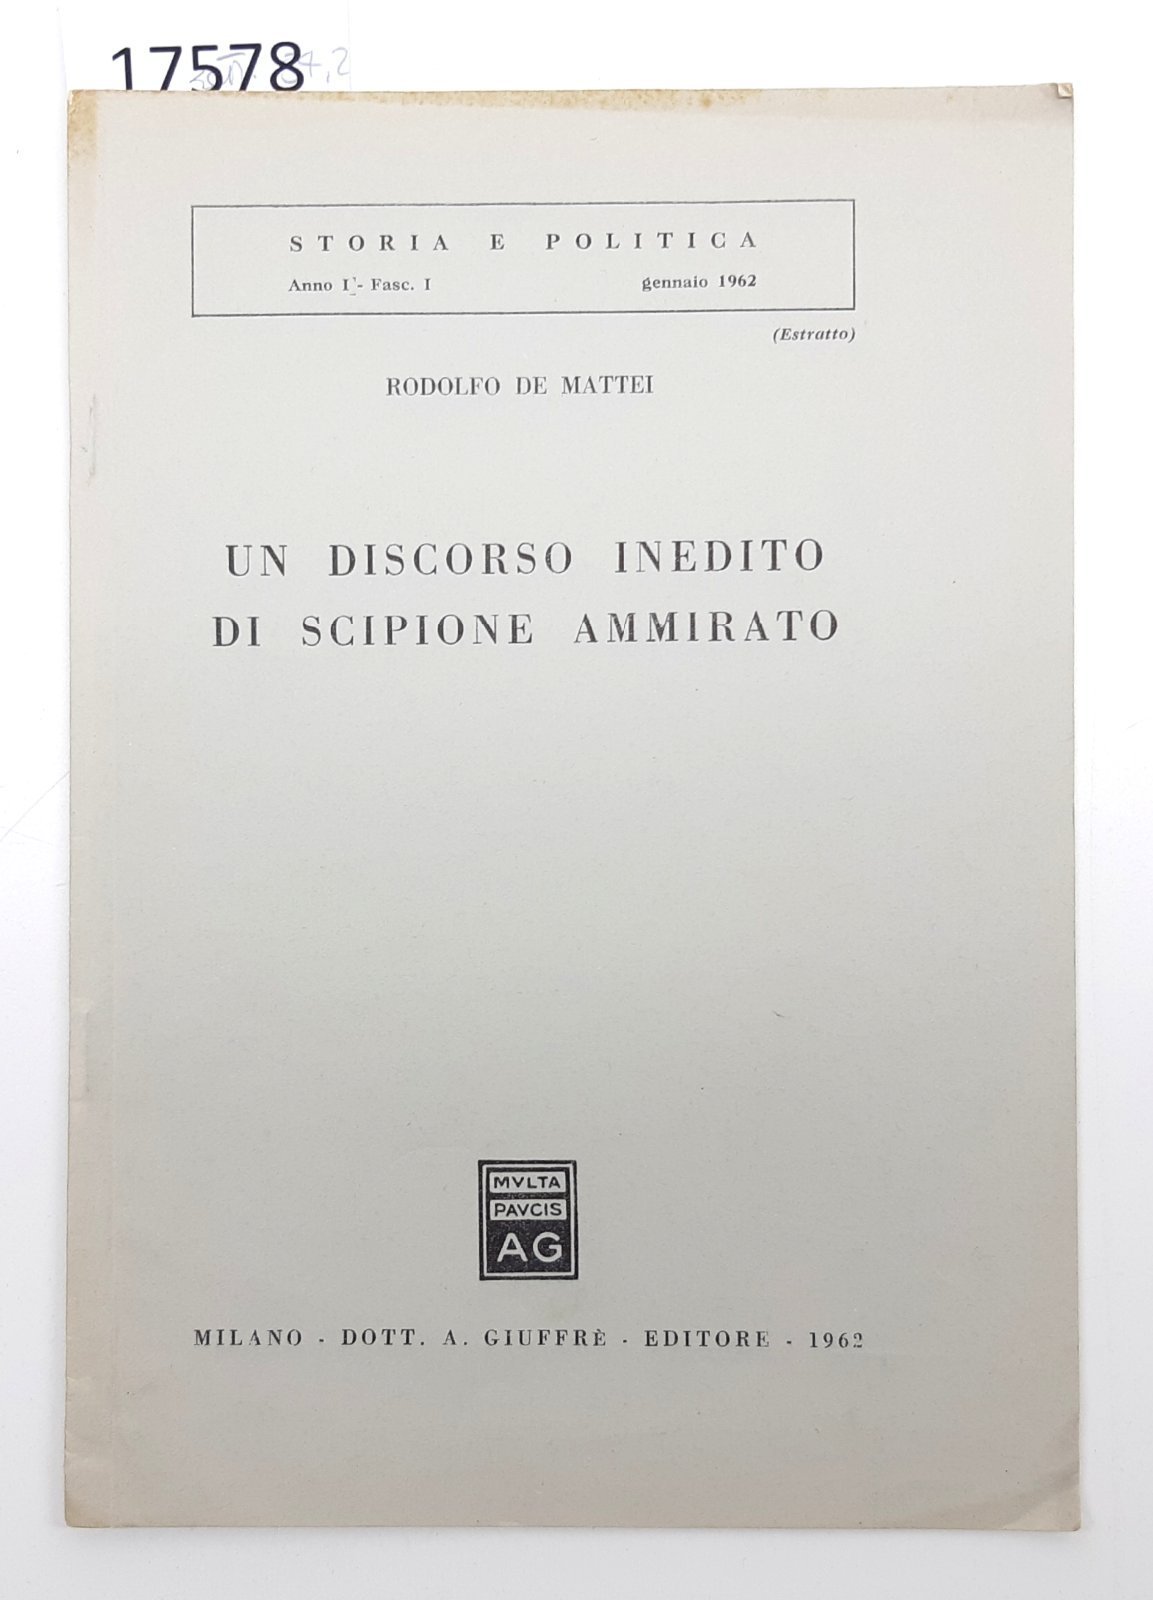 17578
STORIA E POLITICA
Anno I - Fasc. I gennaio 1962
(Estratto)
RODOLFO DE MATTEI
UN DISCORSO INEDITO
DI SCIPIONE AMMIRATO
MVLTA
PAVCIS
AG
MILANO - DOTT. A. GIUFFRÈ - EDITORE - 1962